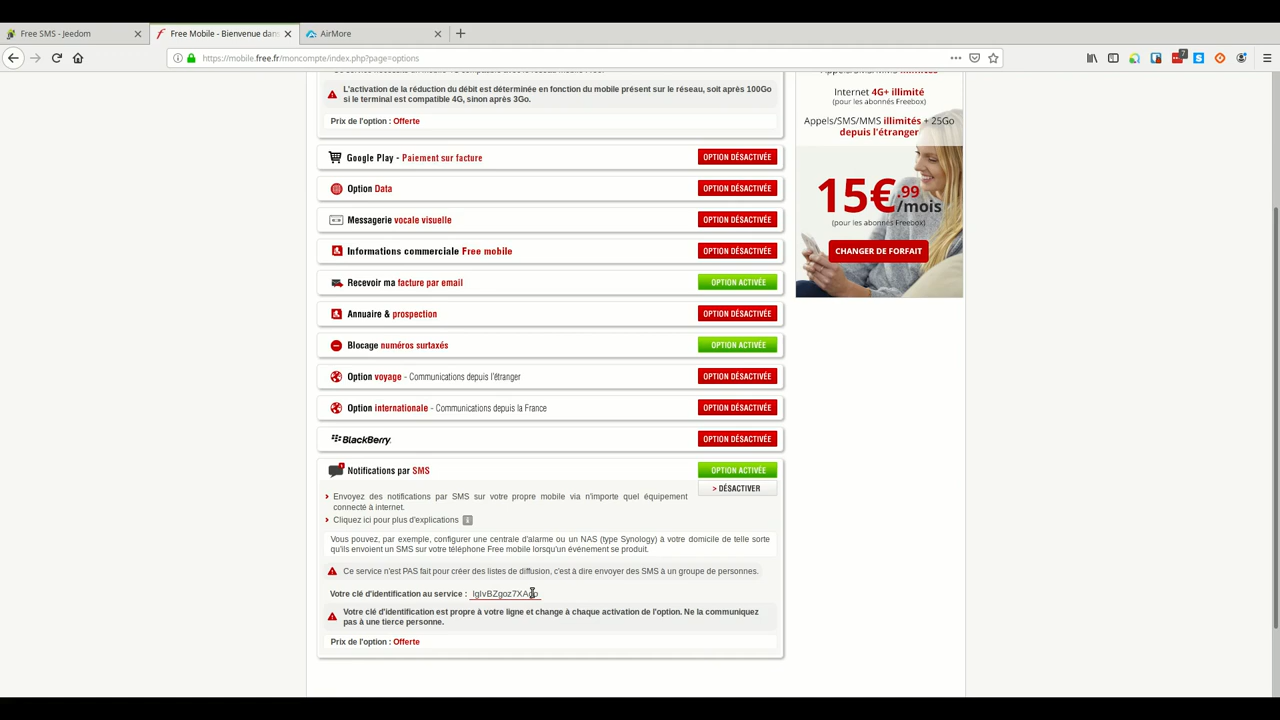 Free SMS - Jeedom
Free Mobile - Bienvenue dans
AirMore
https://mobile.free.fr/moncompte/index.php?page=options
7
L'activation de la réduction du débit est déterminée en fonction du mobile présent sur le réseau, soit après 100Go
si le terminal est compatible 4G, sinon après 3Go.
Prix de l'option : Offerte
Google Play - Paiement sur facture
OPTION DÉSACTIVÉE
Option Data
OPTION DÉSACTIVÉE
Messagerie vocale visuelle
OPTION DÉSACTIVÉE
Informations commerciale Free mobile
OPTION DÉSACTIVÉE
Recevoir ma facture par email
OPTION ACTIVÉE
Annuaire & prospection
OPTION DÉSACTIVÉE
Blocage numéros surtaxés
OPTION ACTIVÉE
Option voyage - Communications depuis l'étranger
OPTION DÉSACTIVÉE
Option internationale - Communications depuis la France
OPTION DÉSACTIVÉE
BlackBerry
OPTION DÉSACTIVÉE
Notifications par SMS
OPTION ACTIVÉE
> DÉSACTIVER
Envoyez des notifications par SMS sur votre propre mobile via n'importe quel équipement
connecté à internet.
Cliquez ici pour plus d'explications i
Vous pouvez, par exemple, configurer une centrale d'alarme ou un NAS (type Synology) à votre domicile de telle sorte
qu'ils envoient un SMS sur votre téléphone Free mobile lorsqu'un événement se produit.
Ce service n'est PAS fait pour créer des listes de diffusion, c'est à dire envoyer des SMS à un groupe de personnes.
Votre clé d'identification au service :
Votre clé d'identification est propre à votre ligne et change à chaque activation de l'option. Ne la communiquez
pas à une tierce personne.
Prix de l'option : Offerte
Internet 4G+ illimité
(pour les abonnés Freebox)
Appels/SMS/MMS illimités + 25Go
depuis l'étranger
15€.99
/mois
(pour les abonnés Freebox)
CHANGER DE FORFAIT